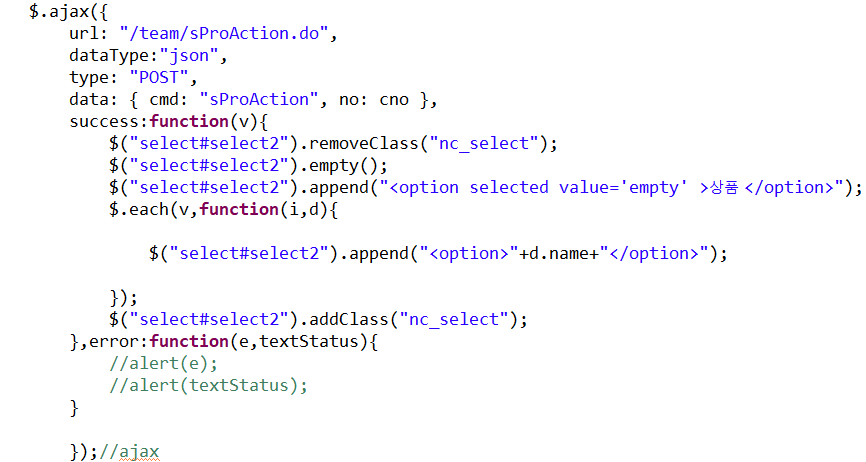 $.ajax({
url: "/team/sProAction.do",
dataType:"json",
type: "POST",
data: { cmd: "sProAction", no: cno },
success:function(v){
$("select#select2").removeClass("nc_select");
$("select#select2").empty();
$("select#select2").append("<option selected value='empty' >상품</option>");
$.each(v,function(i,d){
$("select#select2").append("<option>"+d.name+"</option>");
});
$("select#select2").addClass("nc_select");
},error:function(e,textStatus){
//alert(e);
//alert(textStatus);
}
});//ajax